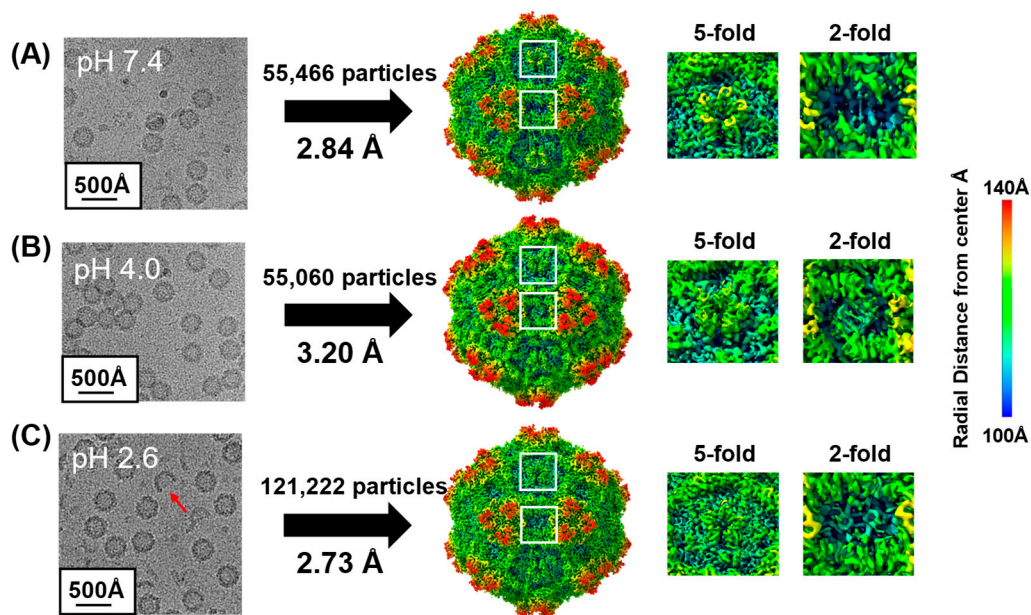 (A)
pH 7.4
500Å
55,466 particles
2.84 Å
5-fold
2-fold
(B)
pH 4.0
500Å
55,060 particles
3.20 Å
5-fold
2-fold
(C)
pH 2.6
500Å
121,222 particles
2.73 Å
5-fold
2-fold
140Å
Radial Distance from center Å
100Å